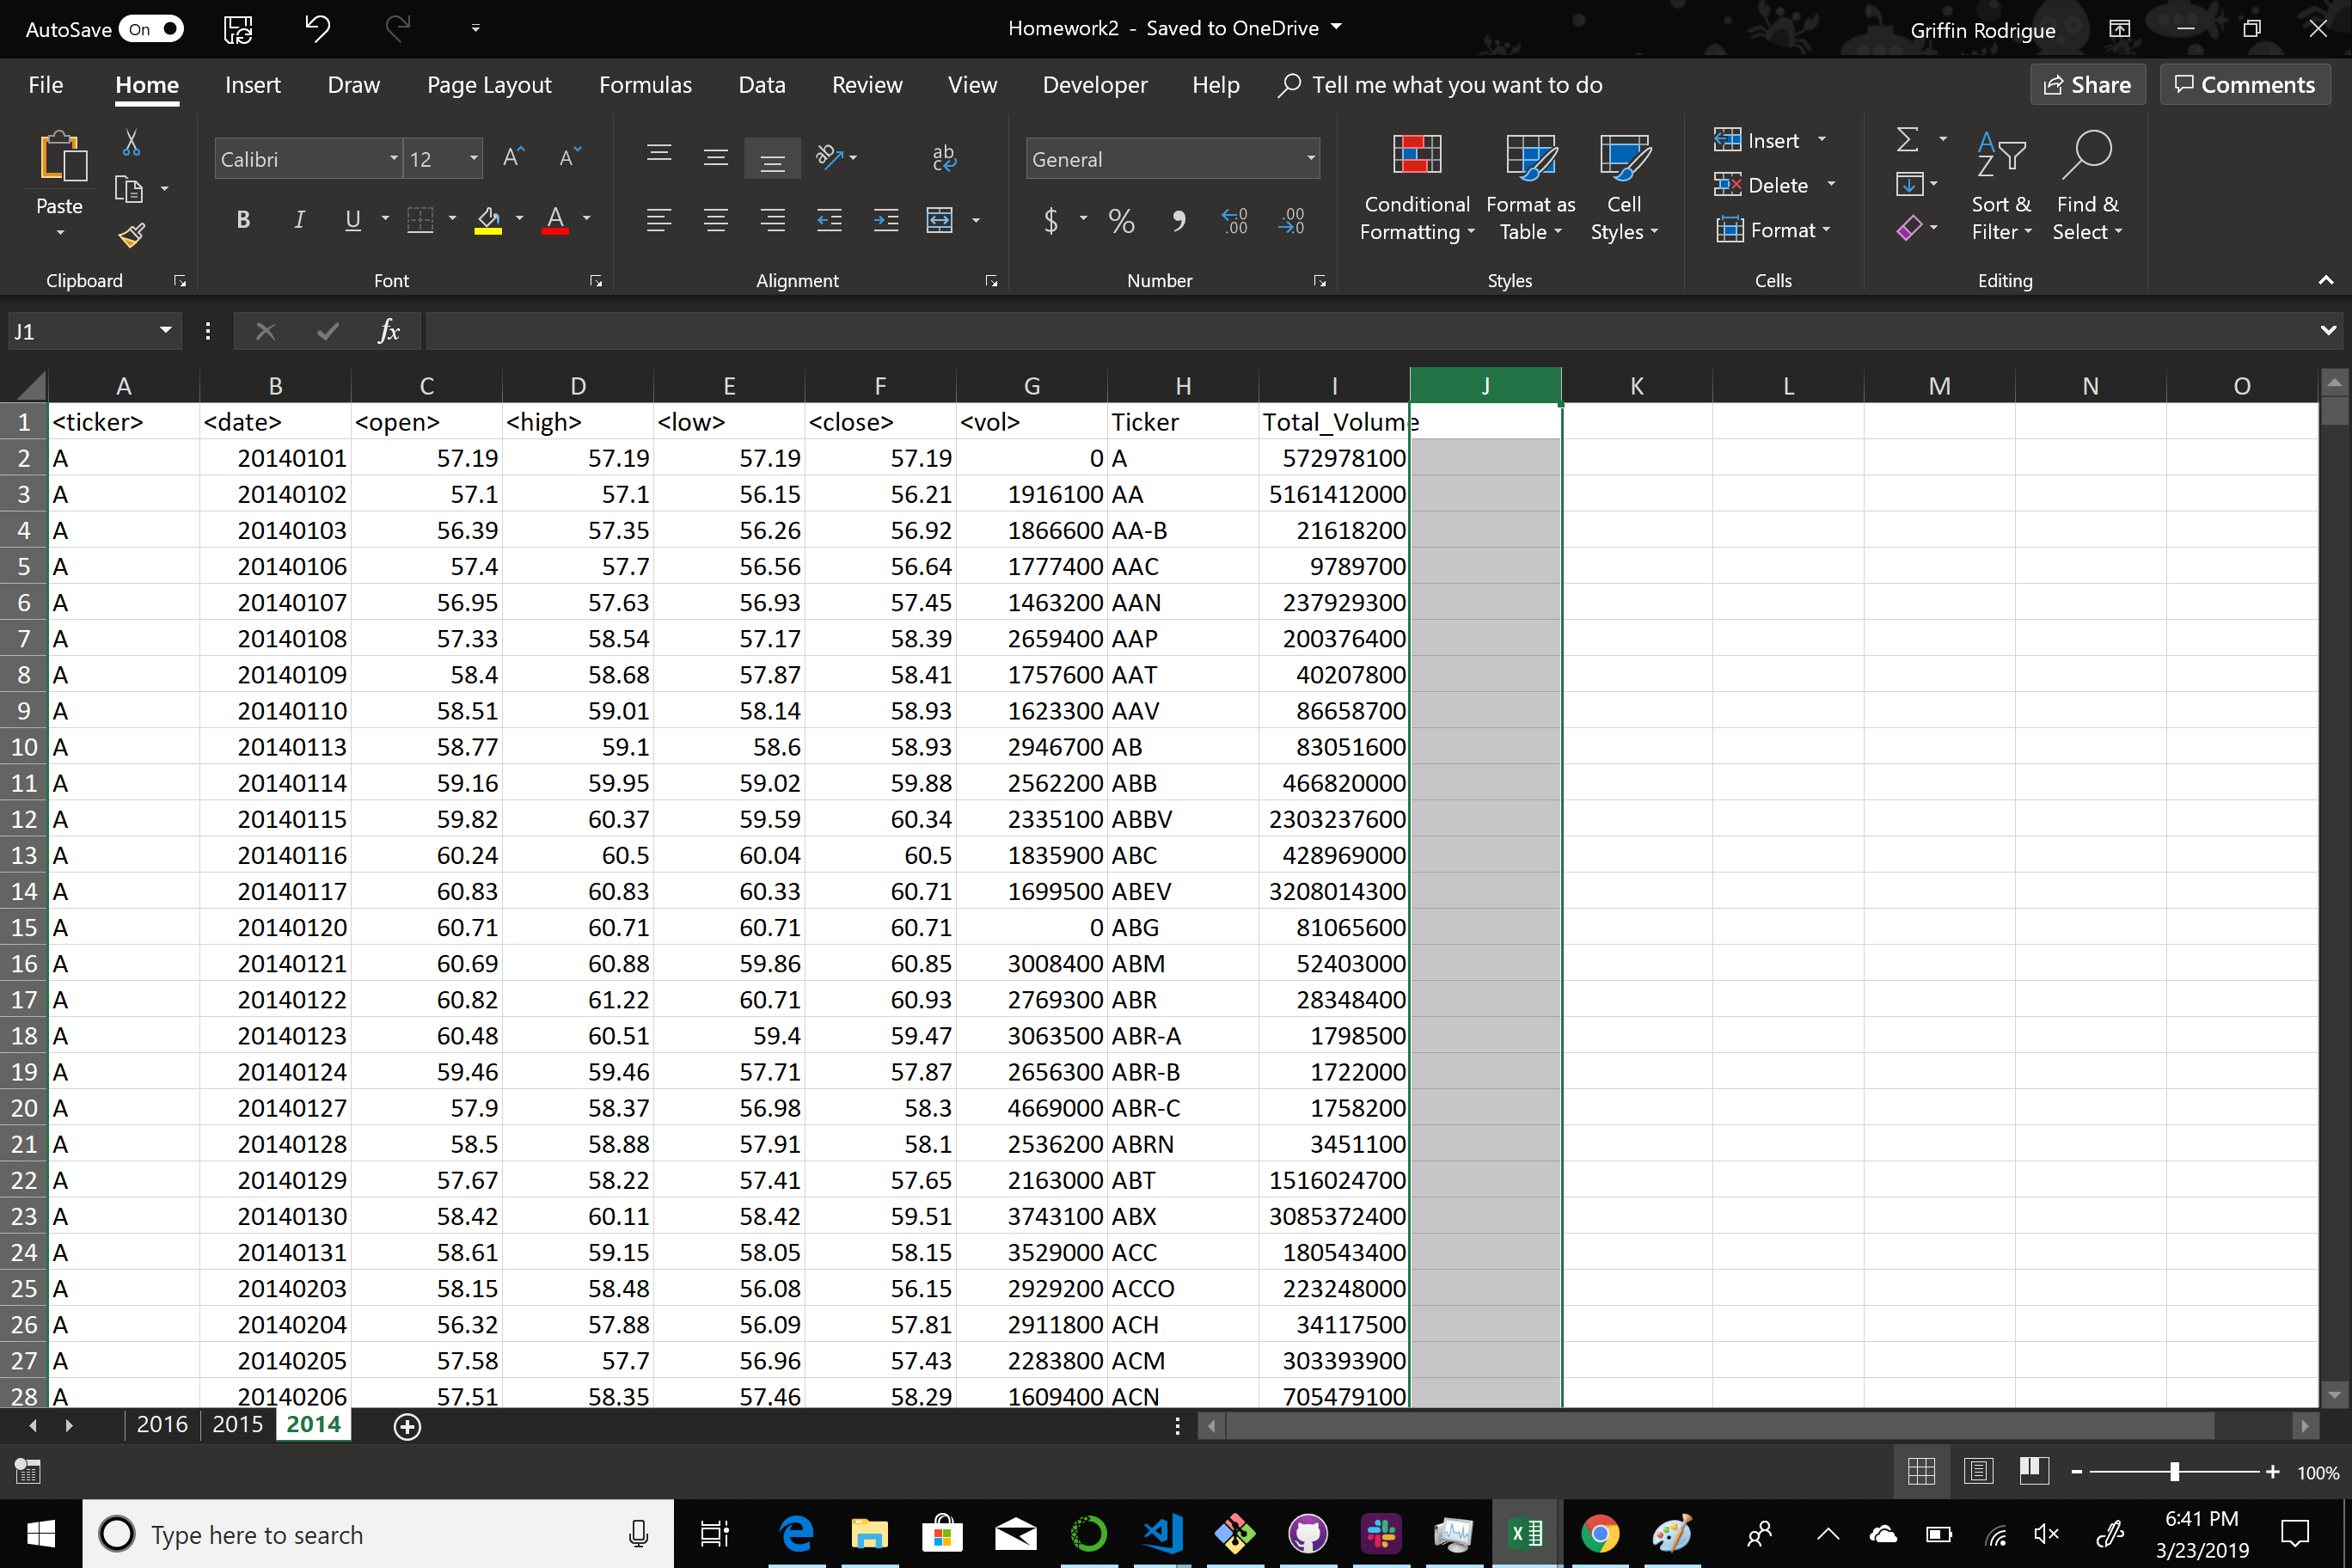 AutoSave On
Homework2 - Saved to OneDrive
Griffin Rodrigue
File Home Insert Draw Page Layout Formulas Data Review View Developer Help Tell me what you want to do Share Comments
Paste
Calibri 12
General
Conditional Formatting
Format as Table
Cell Styles
Insert
Delete
Format
Sort & Filter
Find & Select
Clipboard Font Alignment Number Styles Cells Editing
J1 fx
A B C D E F G H I J K L M N O
1 <ticker> <date> <open> <high> <low> <close> <vol> Ticker Total_Volume
2 A 20140101 57.19 57.19 57.19 57.19 0 A 572978100
3 A 20140102 57.1 57.1 56.15 56.21 1916100 AA 5161412000
4 A 20140103 56.39 57.35 56.26 56.92 1866600 AA-B 21618200
5 A 20140106 57.4 57.7 56.56 56.64 1777400 AAC 9789700
6 A 20140107 56.95 57.63 56.93 57.45 1463200 AAN 237929300
7 A 20140108 57.33 58.54 57.17 58.39 2659400 AAP 200376400
8 A 20140109 58.4 58.68 57.87 58.41 1757600 AAT 40207800
9 A 20140110 58.51 59.01 58.14 58.93 1623300 AAV 86658700
10 A 20140113 58.77 59.1 58.6 58.93 2946700 AB 83051600
11 A 20140114 59.16 59.95 59.02 59.88 2562200 ABB 466820000
12 A 20140115 59.82 60.37 59.59 60.34 2335100 ABBV 2303237600
13 A 20140116 60.24 60.5 60.04 60.5 1835900 ABC 428969000
14 A 20140117 60.83 60.83 60.33 60.71 1699500 ABEV 3208014300
15 A 20140120 60.71 60.71 60.71 60.71 0 ABG 81065600
16 A 20140121 60.69 60.88 59.86 60.85 3008400 ABM 52403000
17 A 20140122 60.82 61.22 60.71 60.93 2769300 ABR 28348400
18 A 20140123 60.48 60.51 59.4 59.47 3063500 ABR-A 1798500
19 A 20140124 59.46 59.46 57.71 57.87 2656300 ABR-B 1722000
20 A 20140127 57.9 58.37 56.98 58.3 4669000 ABR-C 1758200
21 A 20140128 58.5 58.88 57.91 58.1 2536200 ABRN 3451100
22 A 20140129 57.67 58.22 57.41 57.65 2163000 ABT 1516024700
23 A 20140130 58.42 60.11 58.42 59.51 3743100 ABX 3085372400
24 A 20140131 58.61 59.15 58.05 58.15 3529000 ACC 180543400
25 A 20140203 58.15 58.48 56.08 56.15 2929200 ACCO 223248000
26 A 20140204 56.32 57.88 56.09 57.81 2911800 ACH 34117500
27 A 20140205 57.58 57.7 56.96 57.43 2283800 ACM 303393900
28 A 20140206 57.51 58.35 57.46 58.29 1609400 ACN 705479100
2016 2015 2014
100%
Type here to search
6:41 PM
3/23/2019